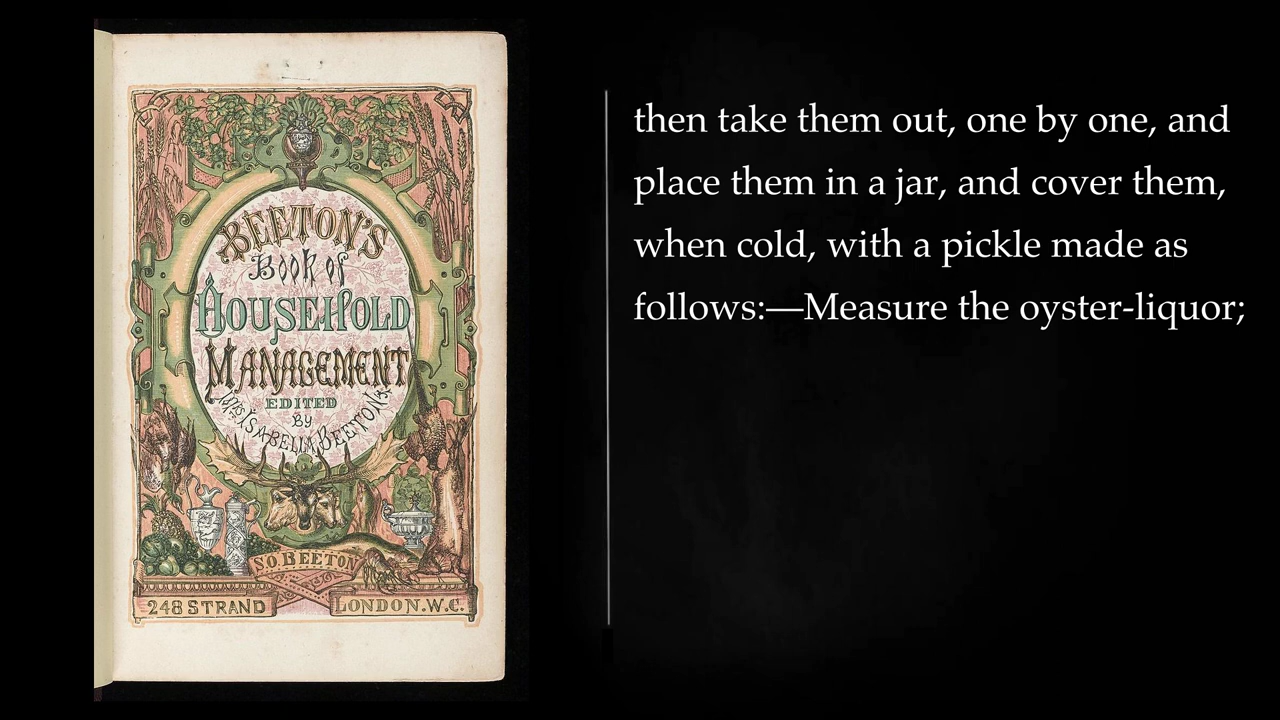 BEETON'S
Book of
HOUSEHOLD
MANAGEMENT
EDITED
BY
MRS ISABELLA BEETON
S.O. BEETON
248 STRAND
LONDON.W.C.
then take them out, one by one, and
place them in a jar, and cover them,
when cold, with a pickle made as
follows:—Measure the oyster-liquor;